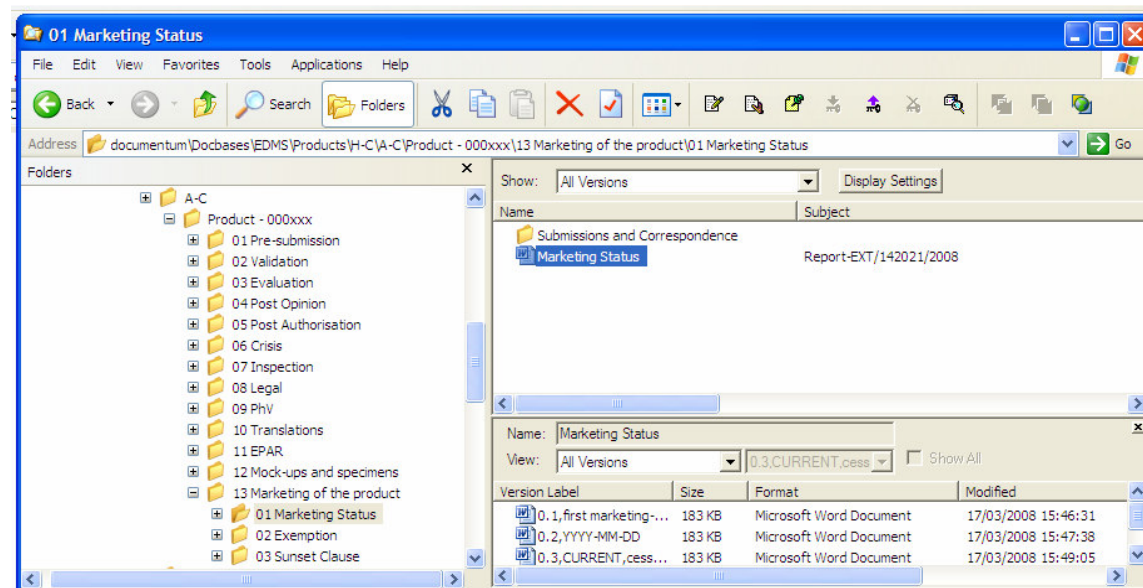 01 Marketing Status
File Edit View Favorites Tools Applications Help
Back Search Folders
Address documentum\Docbases\EDMS\Products\H-C\A-C\Product - 000xxx\13 Marketing of the product\01 Marketing Status Go
Folders
A-C
Product - 000xxx
01 Pre-submission
02 Validation
03 Evaluation
04 Post Opinion
05 Post Authorisation
06 Crisis
07 Inspection
08 Legal
09 PhV
10 Translations
11 EPAR
12 Mock-ups and specimens
13 Marketing of the product
01 Marketing Status
02 Exemption
03 Sunset Clause
Show: All Versions Display Settings
Name Subject
Submissions and Correspondence
Marketing Status Report-EXT/142021/2008
Name: Marketing Status
View: All Versions 0.3,CURRENT,cess Show All
Version Label Size Format Modified
0.1,first marketing-... 183 KB Microsoft Word Document 17/03/2008 15:46:31
0.2,YYYY-MM-DD 183 KB Microsoft Word Document 17/03/2008 15:47:38
0.3,CURRENT,cess... 183 KB Microsoft Word Document 17/03/2008 15:49:05